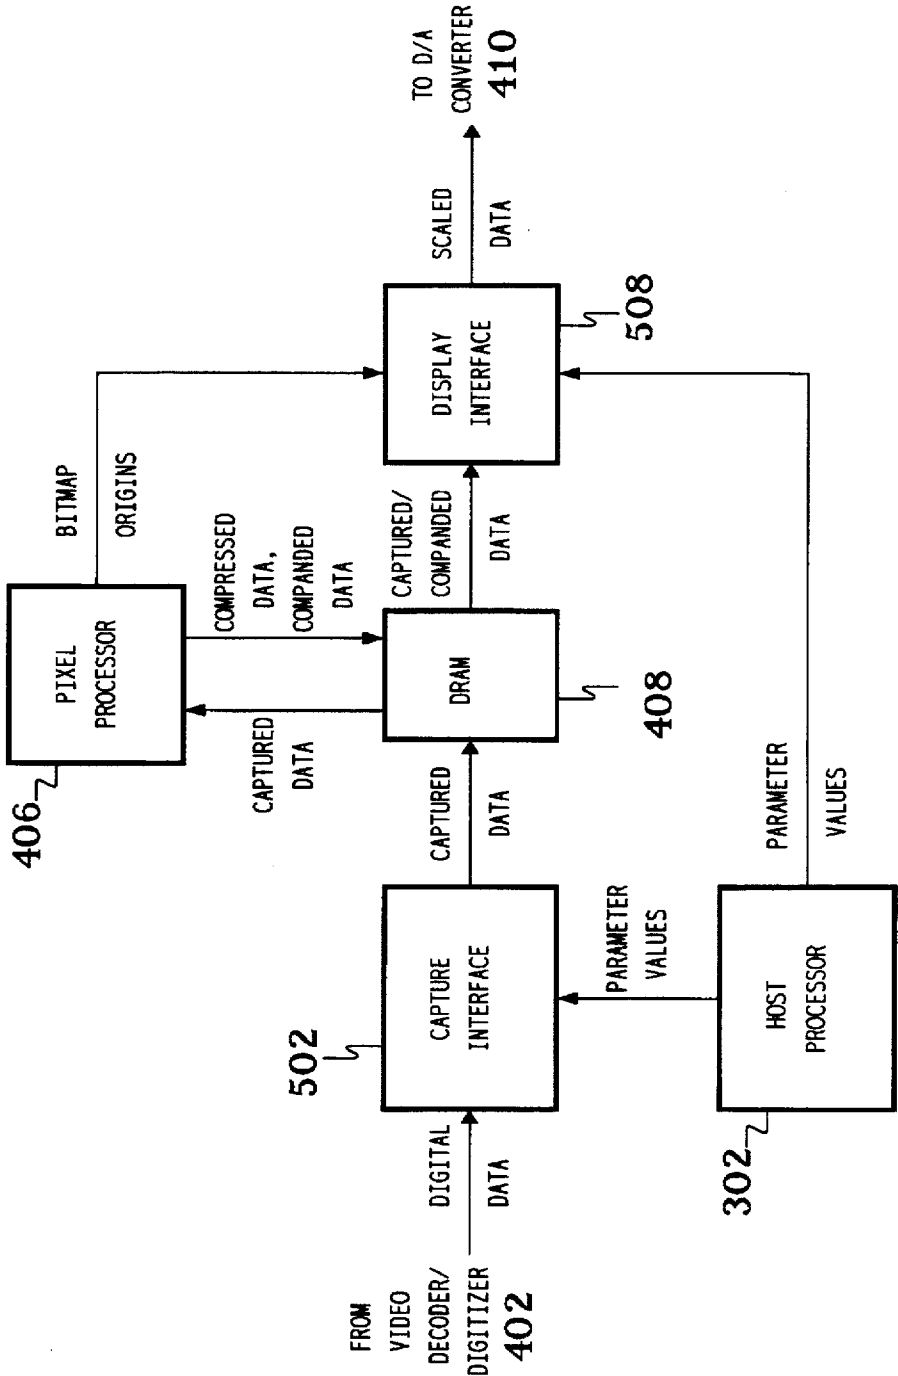 PIXEL
PROCESSOR
406
BITMAP
ORIGINS
CAPTURED
DATA
COMPRESSED
DATA,
COMPANDED
DATA
FROM
VIDEO
DECODER/
DIGITIZER
402
DIGITAL
DATA
CAPTURE
INTERFACE
502
CAPTURED
DATA
DRAM
408
CAPTURED/
COMPANDED
DATA
DISPLAY
INTERFACE
508
SCALED
DATA
TO D/A
CONVERTER
410
HOST
PROCESSOR
302
PARAMETER
VALUES
PARAMETER
VALUES